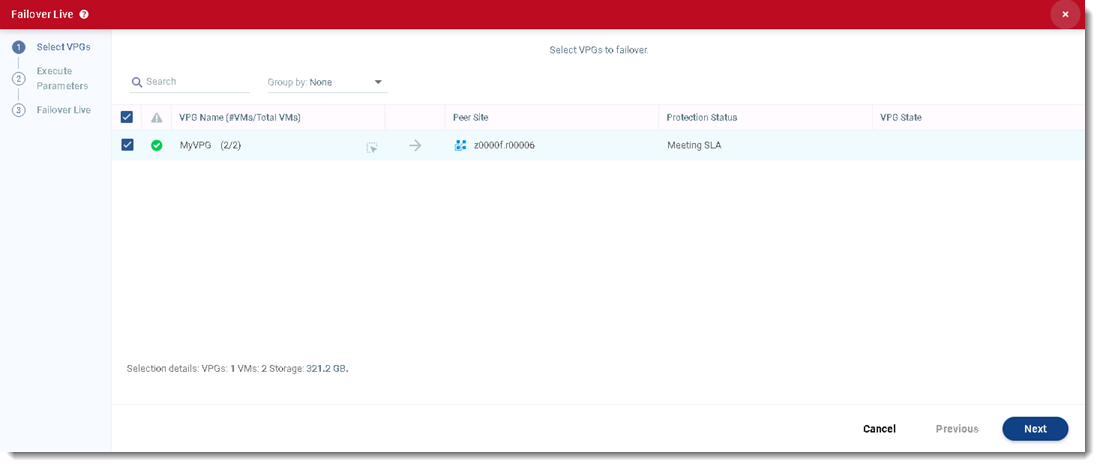 Failover Live ?
1 Select VPGs
2 Execute Parameters
3 Failover Live
Select VPGs to failover.
Search
Group by: None
VPG Name (#VMs/Total VMs) Peer Site Protection Status VPG State
MyVPG (2/2) z0000f.r00006 Meeting SLA
Selection details: VPGs: 1 VMs: 2 Storage: 321.2 GB.
Cancel Previous Next